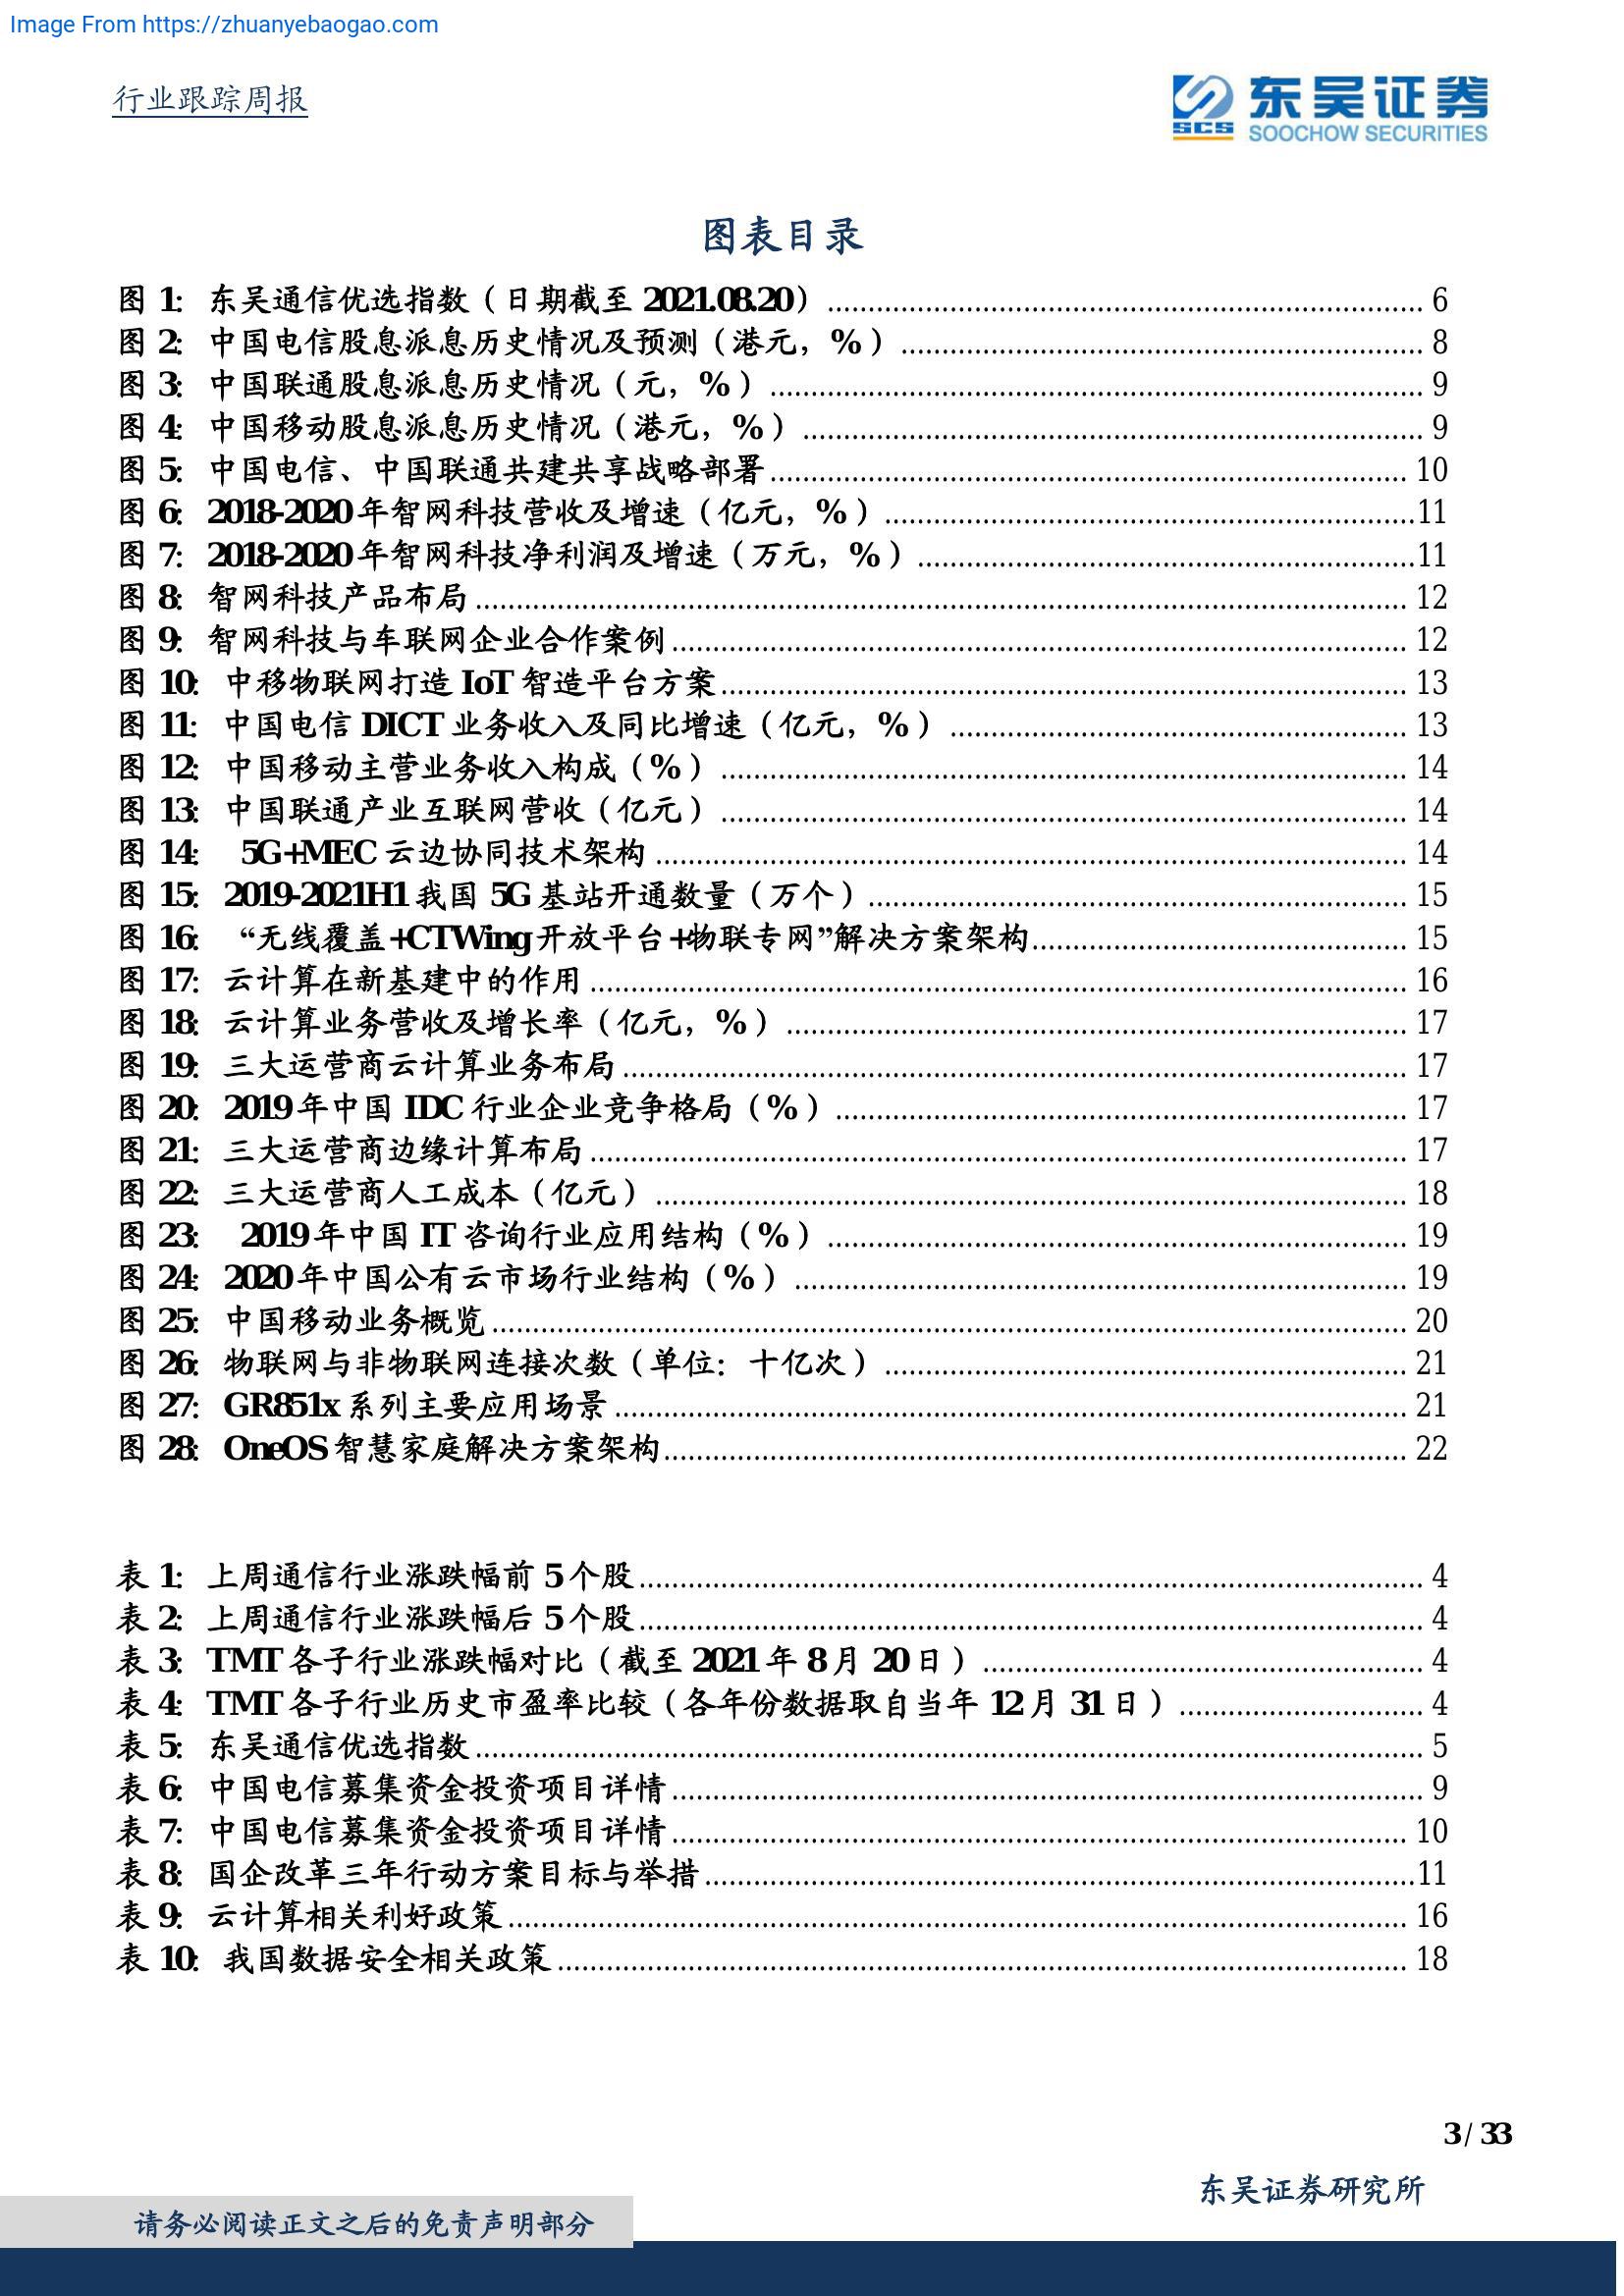 Image From https://zhuanyebaogao.com
行业跟踪周报
东吴证券
SCS
SOOCHOW SECURITIES
图表目录
图 1: 东吴通信优选指数（日期截至 2021.08.20） 6
图 2: 中国电信股息派息历史情况及预测（港元，%） 8
图 3: 中国联通股息派息历史情况（元，%） 9
图 4: 中国移动股息派息历史情况（港元，%） 9
图 5: 中国电信、中国联通共建共享战略部署 10
图 6: 2018-2020 年智网科技营收及增速（亿元，%） 11
图 7: 2018-2020 年智网科技净利润及增速（万元，%） 11
图 8: 智网科技产品布局 12
图 9: 智网科技与车联网企业合作案例 12
图 10: 中移物联网打造 IoT 智造平台方案 13
图 11: 中国电信 DICT 业务收入及同比增速（亿元，%） 13
图 12: 中国移动主营业务收入构成（%） 14
图 13: 中国联通产业互联网营收（亿元） 14
图 14: 5G+MEC 云边协同技术架构 14
图 15: 2019-2021H1 我国 5G 基站开通数量（万个） 15
图 16: “无线覆盖+CTWing 开放平台+物联专网”解决方案架构 15
图 17: 云计算在新基建中的作用 16
图 18: 云计算业务营收及增长率（亿元，%） 17
图 19: 三大运营商云计算业务布局 17
图 20: 2019 年中国 IDC 行业企业竞争格局（%） 17
图 21: 三大运营商边缘计算布局 17
图 22: 三大运营商人工成本（亿元） 18
图 23: 2019 年中国 IT 咨询行业应用结构（%） 19
图 24: 2020 年中国公有云市场行业结构（%） 19
图 25: 中国移动业务概览 20
图 26: 物联网与非物联网连接次数（单位：十亿次） 21
图 27: GR851x 系列主要应用场景 21
图 28: OneOS 智慧家庭解决方案架构 22
表 1: 上周通信行业涨跌幅前 5 个股 4
表 2: 上周通信行业涨跌幅后 5 个股 4
表 3: TMT 各子行业涨跌幅对比（截至 2021 年 8 月 20 日） 4
表 4: TMT 各子行业历史市盈率比较（各年份数据取自当年 12 月 31 日） 4
表 5: 东吴通信优选指数 5
表 6: 中国电信募集资金投资项目详情 9
表 7: 中国电信募集资金投资项目详情 10
表 8: 国企改革三年行动方案目标与举措 11
表 9: 云计算相关利好政策 16
表 10: 我国数据安全相关政策 18
3 / 33
东吴证券研究所
请务必阅读正文之后的免责声明部分